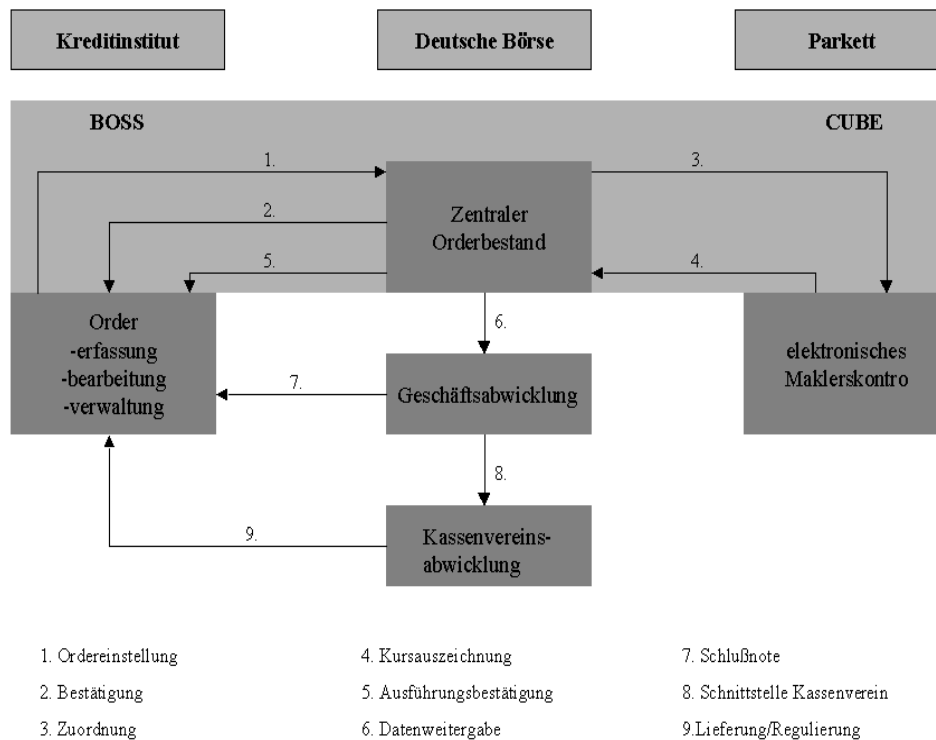 Kreditinstitut
Deutsche Börse
Parkett
BOSS
CUBE
1.
3.
Zentraler
Orderbestand
2.
5.
4.
Order
-erfassung
-bearbeitung
-verwaltung
6.
elektronisches
Maklerskontro
7.
Geschäftsabwicklung
8.
9.
Kassenvereins-
abwicklung
1. Ordereinstellung
2. Bestätigung
3. Zuordnung
4. Kursauszeichnung
5. Ausführungsbestätigung
6. Datenweitergabe
7. Schlußnote
8. Schnittstelle Kassenverein
9.Lieferung/Regulierung